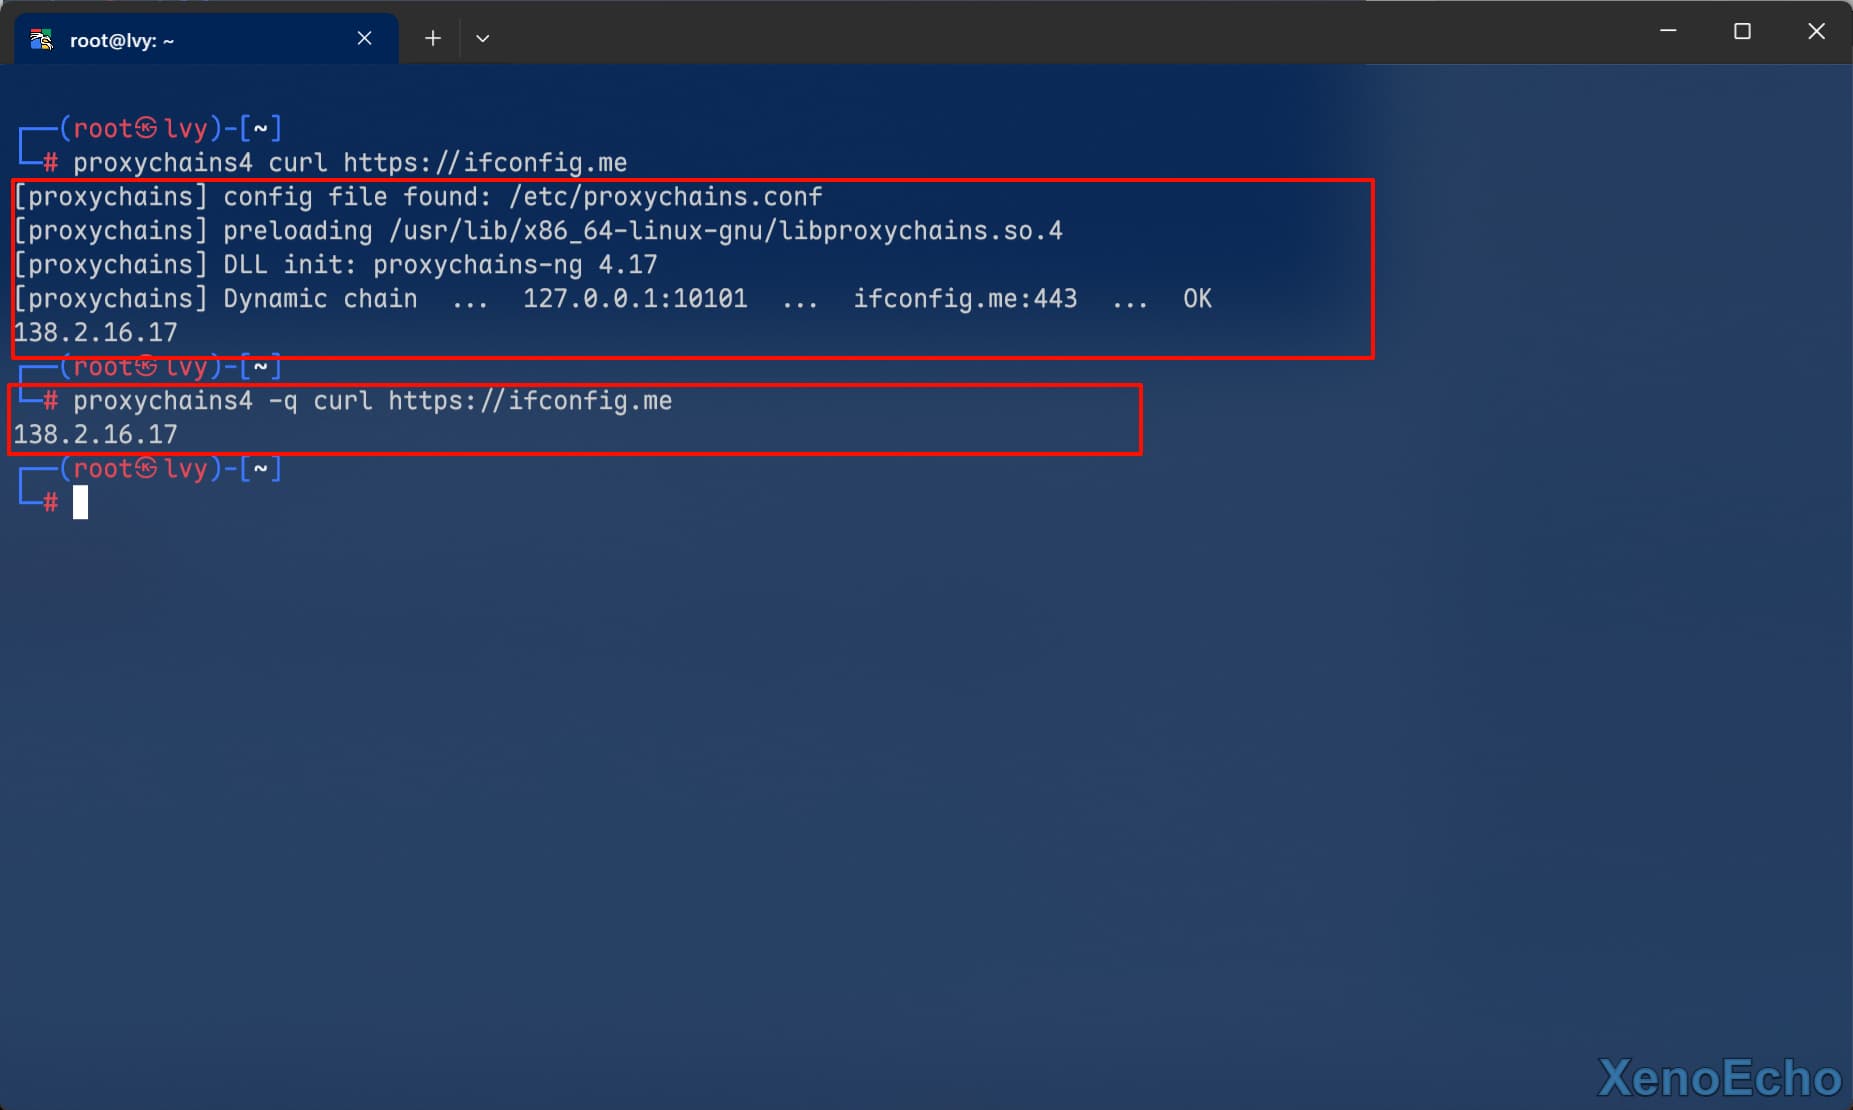 root@lvy: ~
┌──(root㉿lvy)-[~]
└─# proxychains4 curl https://ifconfig.me
[proxychains] config file found: /etc/proxychains.conf
[proxychains] preloading /usr/lib/x86_64-linux-gnu/libproxychains.so.4
[proxychains] DLL init: proxychains-ng 4.17
[proxychains] Dynamic chain  ...  127.0.0.1:10101  ...  ifconfig.me:443  ...  OK
138.2.16.17
┌──(root㉿lvy)-[~]
└─# proxychains4 -q curl https://ifconfig.me
138.2.16.17
┌──(root㉿lvy)-[~]
└─#
XenoEcho